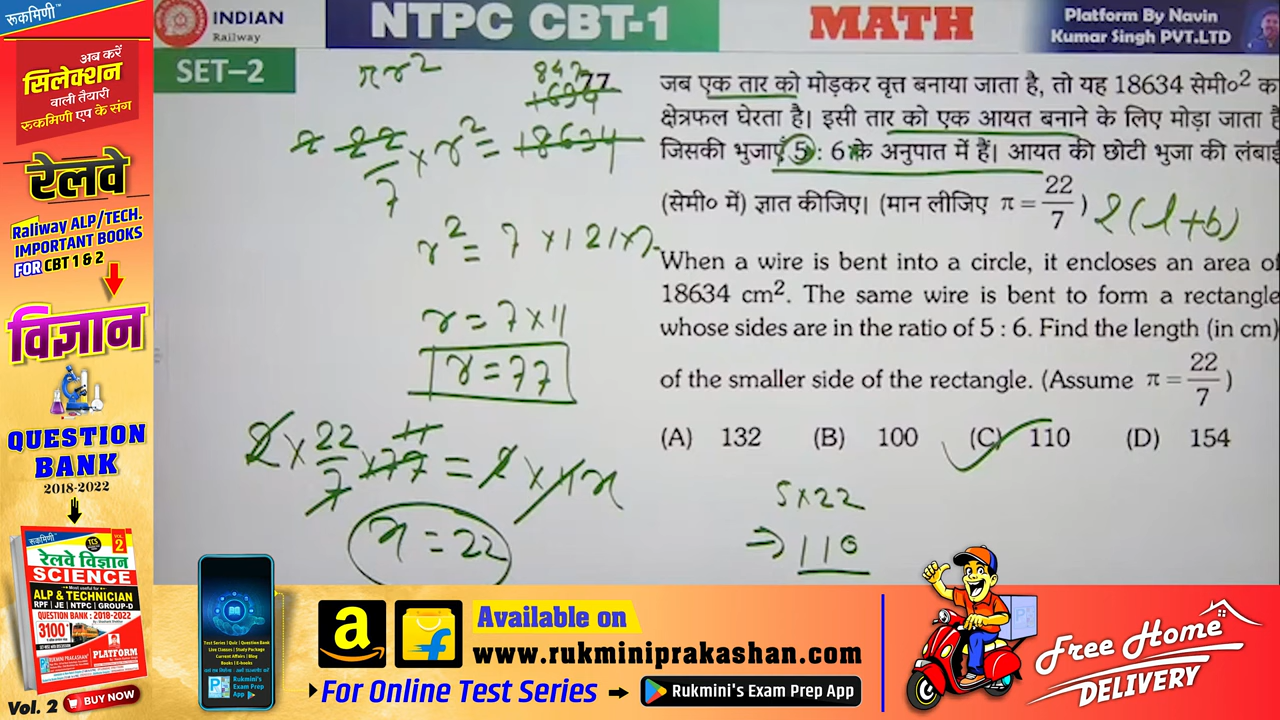 रूकमिणी
अब करें
सिलेक्शन
वाली तैयारी
रूकमिणी एप के संग
रेलवे
Raliway ALP/TECH.
IMPORTANT BOOKS
FOR CBT 1 & 2
विज्ञान
QUESTION
BANK
2018-2022
रूकमिणी
VOL. 2
रेलवे विज्ञान
SCIENCE
ALP & TECHNICIAN
RPF | JE | NTPC | GROUP-D
QUESTION BANK : 2018-2022
3100+
PLATFORM
Vol. 2 BUY NOW
INDIAN
Railway
NTPC CBT-1
MATH
Platform By Navin
Kumar Singh PVT.LTD
SET–2
πr²
77
18634
r² = 7 × 121 × 7
r = 7 × 11
r = 77
2 × 22/7 × 77 = 2 × 11x
x = 22
जब एक तार को मोड़कर वृत्त बनाया जाता है, तो यह 18634 सेमी०² क
क्षेत्रफल घेरता है। इसी तार को एक आयत बनाने के लिए मोड़ा जाता है
जिसकी भुजाएँ 5 : 6 के अनुपात में हैं। आयत की छोटी भुजा की लंबाई
(सेमी० में) ज्ञात कीजिए। (मान लीजिए π = 22/7) 2(l+b)
When a wire is bent into a circle, it encloses an area of
18634 cm². The same wire is bent to form a rectangle
whose sides are in the ratio of 5 : 6. Find the length (in cm)
of the smaller side of the rectangle. (Assume π = 22/7)
(A) 132 (B) 100 (C) 110 (D) 154
5×22
⇒ 110
Available on
www.rukminiprakashan.com
For Online Test Series → Rukmini's Exam Prep App
Free Home
DELIVERY